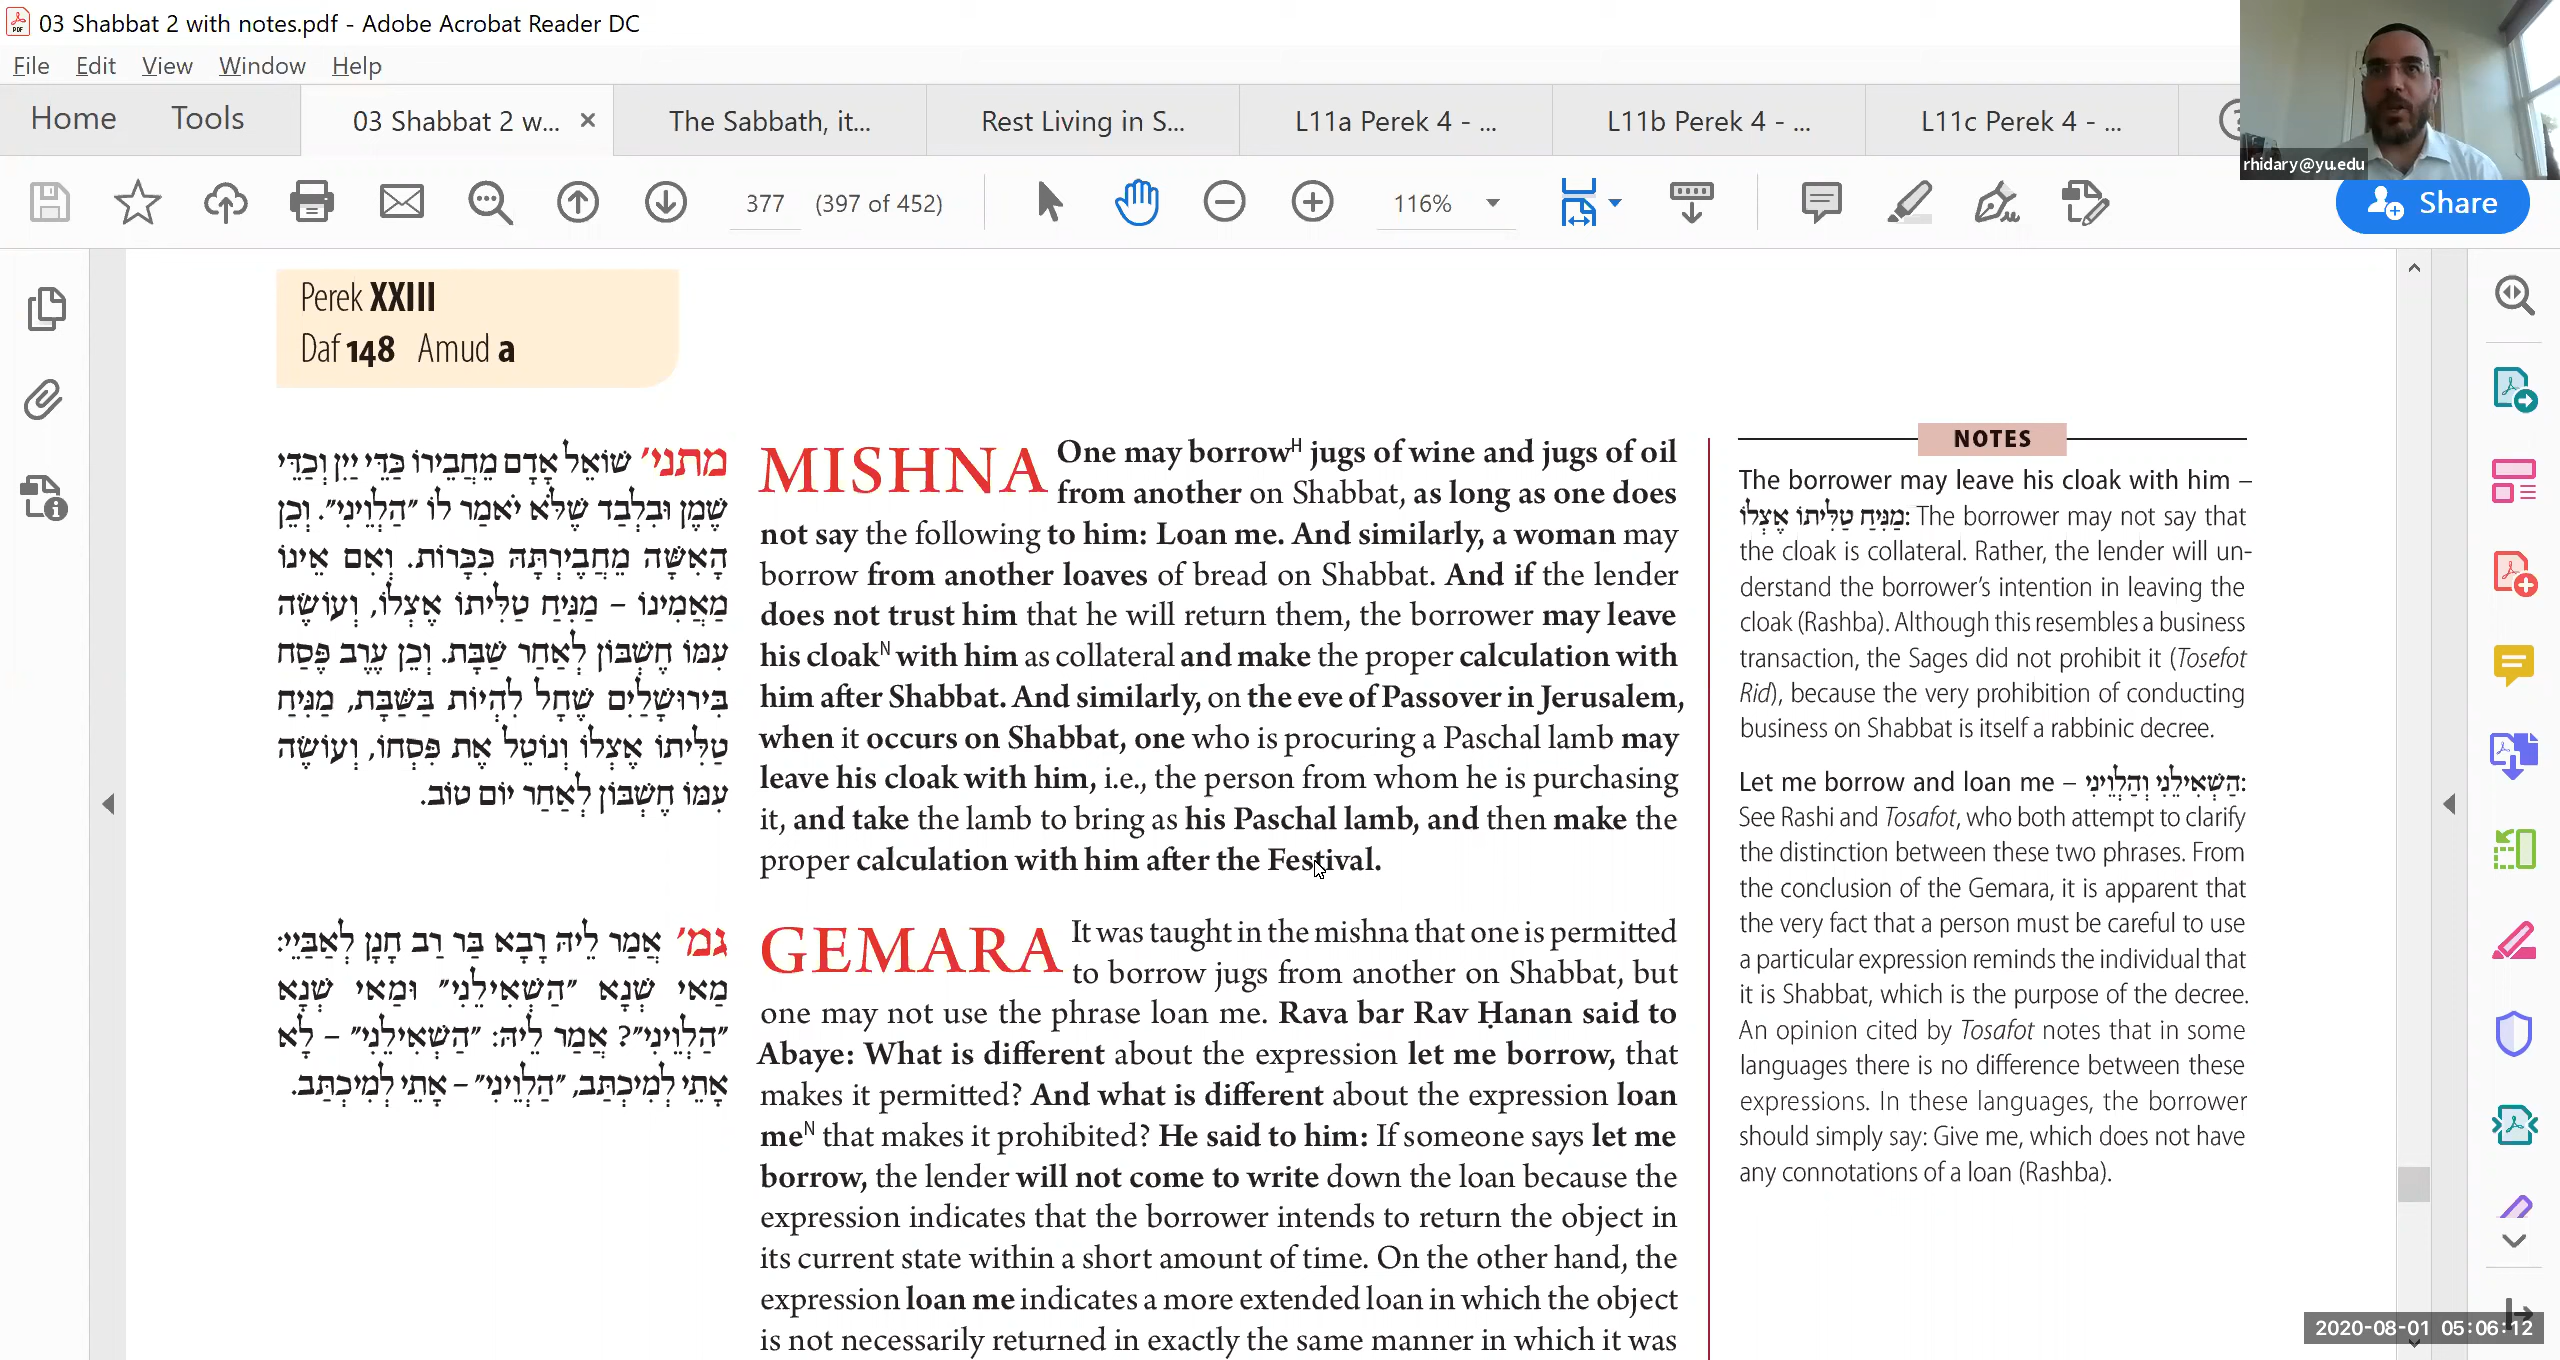 03 Shabbat 2 with notes.pdf - Adobe Acrobat Reader DC
File Edit View Window Help
Home Tools 03 Shabbat 2 w... × The Sabbath, it... Rest Living in S... L11a Perek 4 - ... L11b Perek 4 - ... L11c Perek 4 - ...
rhidary@yu.edu
377 (397 of 452) 116% Share
Perek XXIII
Daf 148 Amud a
מתני׳ שׁוֹאֵל אָדָם מֵחֲבֵירוֹ כַּדֵּי יַיִן וְכַדֵּי
שֶׁמֶן וּבִלְבַד שֶׁלֹּא יֹאמַר לוֹ ״הַלְוֵינִי״. וְכֵן
הָאִשָּׁה מֵחֲבֶירְתָּהּ כִּכָּרוֹת. וְאִם אֵינוֹ
מַאֲמִינוֹ – מַנִּיחַ טַלִּיתוֹ אֶצְלוֹ, וְעוֹשֶׂה
עִמּוֹ חֶשְׁבּוֹן לְאַחַר שַׁבָּת. וְכֵן עֶרֶב פֶּסַח
בִּירוּשָׁלַיִם שֶׁחָל לִהְיוֹת בַּשַּׁבָּת, מַנִּיחַ
טַלִּיתוֹ אֶצְלוֹ וְנוֹטֵל אֶת פִּסְחוֹ, וְעוֹשֶׂה
עִמּוֹ חֶשְׁבּוֹן לְאַחַר יוֹם טוֹב.
MISHNA One may borrowH jugs of wine and jugs of oil
from another on Shabbat, as long as one does
not say the following to him: Loan me. And similarly, a woman may
borrow from another loaves of bread on Shabbat. And if the lender
does not trust him that he will return them, the borrower may leave
his cloakN with him as collateral and make the proper calculation with
him after Shabbat. And similarly, on the eve of Passover in Jerusalem,
when it occurs on Shabbat, one who is procuring a Paschal lamb may
leave his cloak with him, i.e., the person from whom he is purchasing
it, and take the lamb to bring as his Paschal lamb, and then make the
proper calculation with him after the Festival.
גמ׳ אֲמַר לֵיהּ רָבָא בַּר רַב חָנָן לְאַבַּיֵי:
מַאי שְׁנָא ״הַשְׁאִילֵנִי״ וּמַאי שְׁנָא
״הַלְוֵינִי״? אֲמַר לֵיהּ: ״הַשְׁאִילֵנִי״ – לָא
אָתֵי לְמִיכְתַּב, ״הַלְוֵינִי״ – אָתֵי לְמִיכְתַּב.
GEMARA It was taught in the mishna that one is permitted
to borrow jugs from another on Shabbat, but
one may not use the phrase loan me. Rava bar Rav Ḥanan said to
Abaye: What is different about the expression let me borrow, that
makes it permitted? And what is different about the expression loan
meN that makes it prohibited? He said to him: If someone says let me
borrow, the lender will not come to write down the loan because the
expression indicates that the borrower intends to return the object in
its current state within a short amount of time. On the other hand, the
expression loan me indicates a more extended loan in which the object
is not necessarily returned in exactly the same manner in which it was
NOTES
The borrower may leave his cloak with him –
מַנִּיחַ טַלִּיתוֹ אֶצְלוֹ: The borrower may not say that
the cloak is collateral. Rather, the lender will un-
derstand the borrower's intention in leaving the
cloak (Rashba). Although this resembles a business
transaction, the Sages did not prohibit it (Tosefot
Rid), because the very prohibition of conducting
business on Shabbat is itself a rabbinic decree.
Let me borrow and loan me – הַשְׁאִילֵנִי וְהַלְוֵינִי:
See Rashi and Tosafot, who both attempt to clarify
the distinction between these two phrases. From
the conclusion of the Gemara, it is apparent that
the very fact that a person must be careful to use
a particular expression reminds the individual that
it is Shabbat, which is the purpose of the decree.
An opinion cited by Tosafot notes that in some
languages there is no difference between these
expressions. In these languages, the borrower
should simply say: Give me, which does not have
any connotations of a loan (Rashba).
2020-08-01 05:06:12